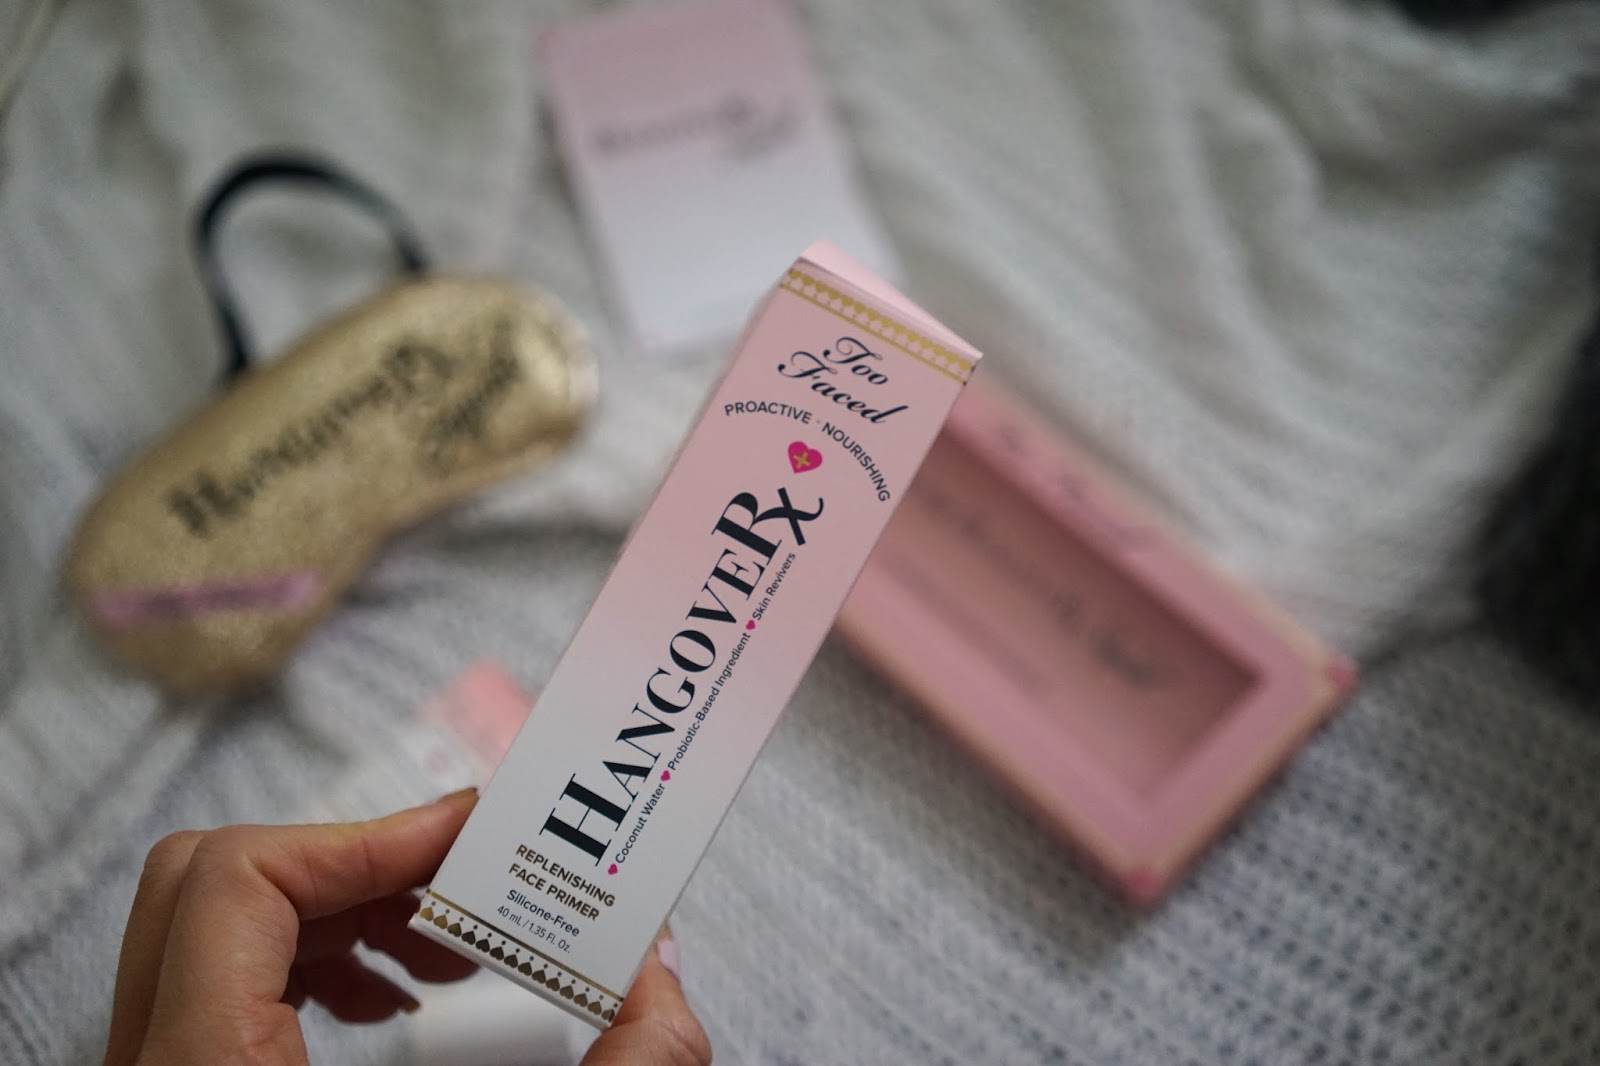 Too
Faced
PROACTIVE · NOURISHING
HANGOVERx
Coconut Water ♥ Probiotic-Based Ingredient ♥ Skin Revivers
REPLENISHING
FACE PRIMER
Silicone-Free
40 mL / 1.35 Fl. Oz.